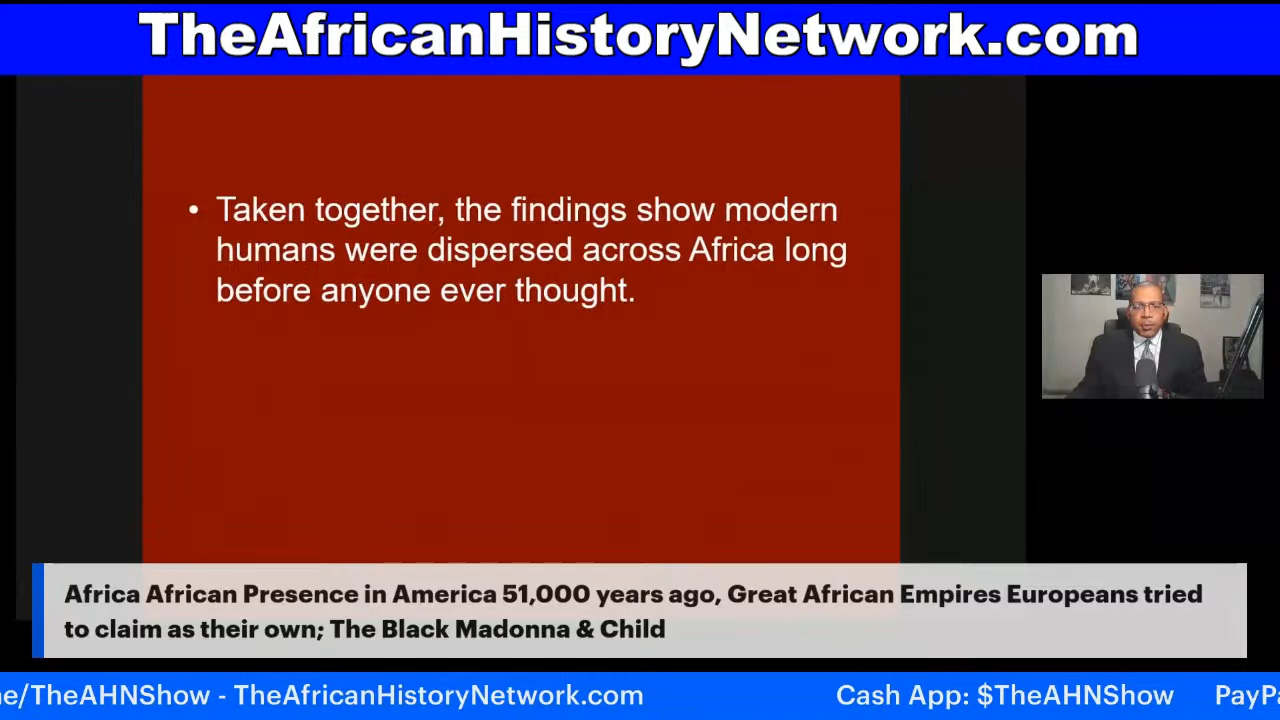 TheAfricanHistoryNetwork.com
• Taken together, the findings show modern
humans were dispersed across Africa long
before anyone ever thought.
Africa African Presence in America 51,000 years ago, Great African Empires Europeans tried
to claim as their own; The Black Madonna & Child
e/TheAHNShow - TheAfricanHistoryNetwork.com Cash App: $TheAHNShow PayPa